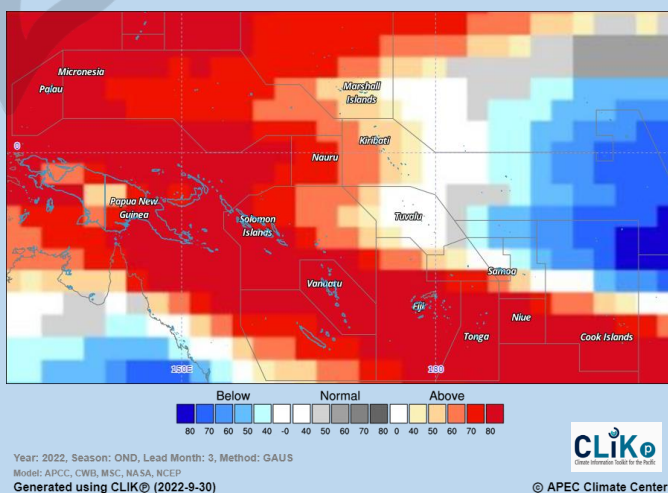 Micronesia
Palau
Marshall
Islands
0
Kiribati
Nauru
Papua New
Guinea
Solomon
Islands
Tuvalu
Samoa
Vanuatu
Fiji
Niue
Tonga
Cook Islands
150E
180
Below Normal Above
80 70 60 50 40 -0 40 50 60 70 80 0 40 50 60 70 80
Year: 2022, Season: OND, Lead Month: 3, Method: GAUS
Model: APCC, CWB, MSC, NASA, NCEP
Generated using CLIK℗ (2022-9-30)
CLiK℗
Climate Information Toolkit for the Pacific
© APEC Climate Center